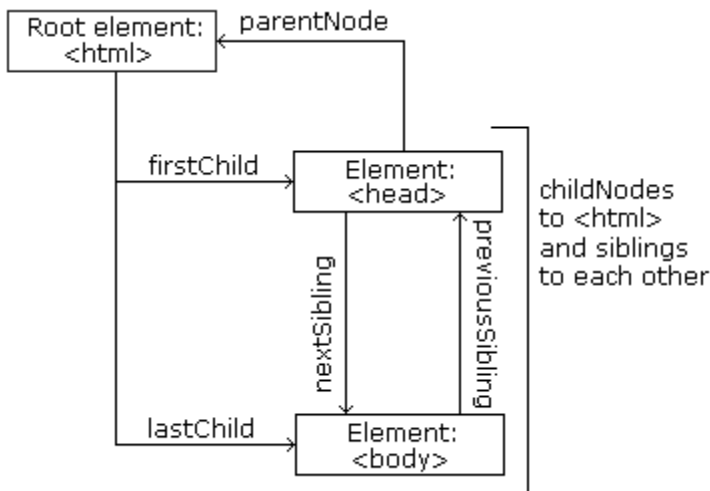 Root element:
<html>
parentNode
firstChild
Element:
<head>
childNodes
to <html>
and siblings
to each other
nextSibling
previousSibling
lastChild
Element:
<body>